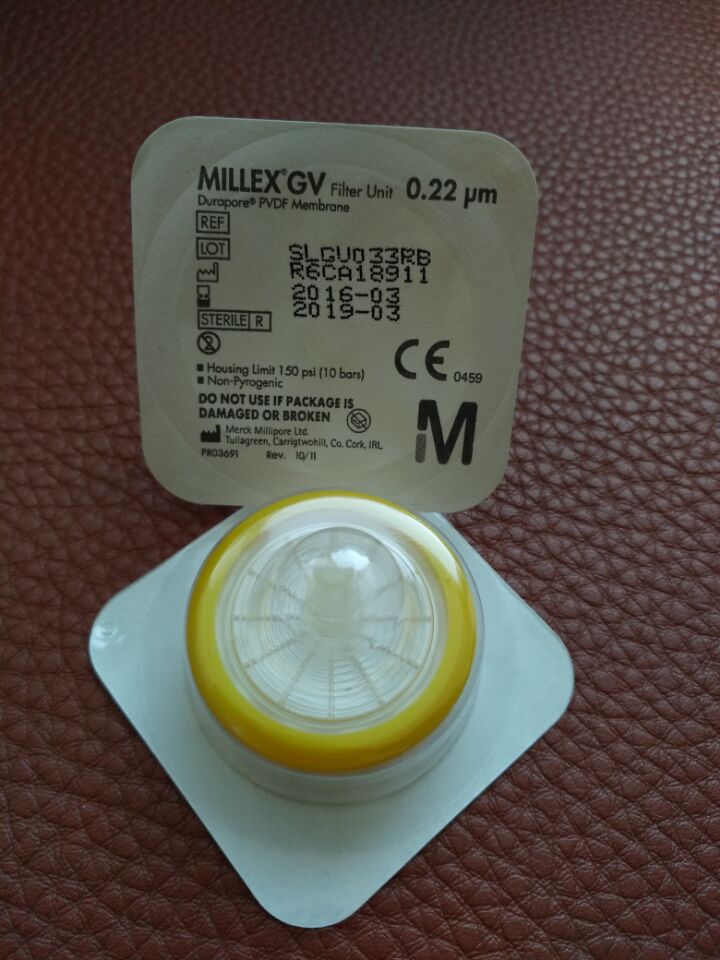 MILLEX® GV Filter Unit 0.22 µm
Durapore® PVDF Membrane
REF
LOT
SLGV033RB
R6CA18911
2016-03
2019-03
STERILE R
2
Housing Limit 150 psi (10 bars)
Non-Pyrogenic
CE 0459
DO NOT USE IF PACKAGE IS
DAMAGED OR BROKEN
Merck Millipore Ltd.
Tullagreen, Carrigtwohill, Co. Cork, IRL
PR03691 Rev. 10/11
M